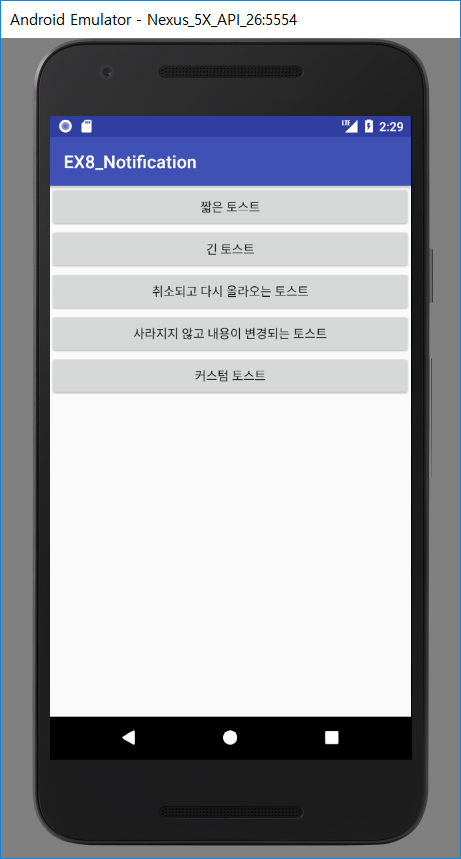 Android Emulator - Nexus_5X_API_26:5554
LTE 2:29
EX8_Notification
짧은 토스트
긴 토스트
취소되고 다시 올라오는 토스트
사라지지 않고 내용이 변경되는 토스트
커스텀 토스트